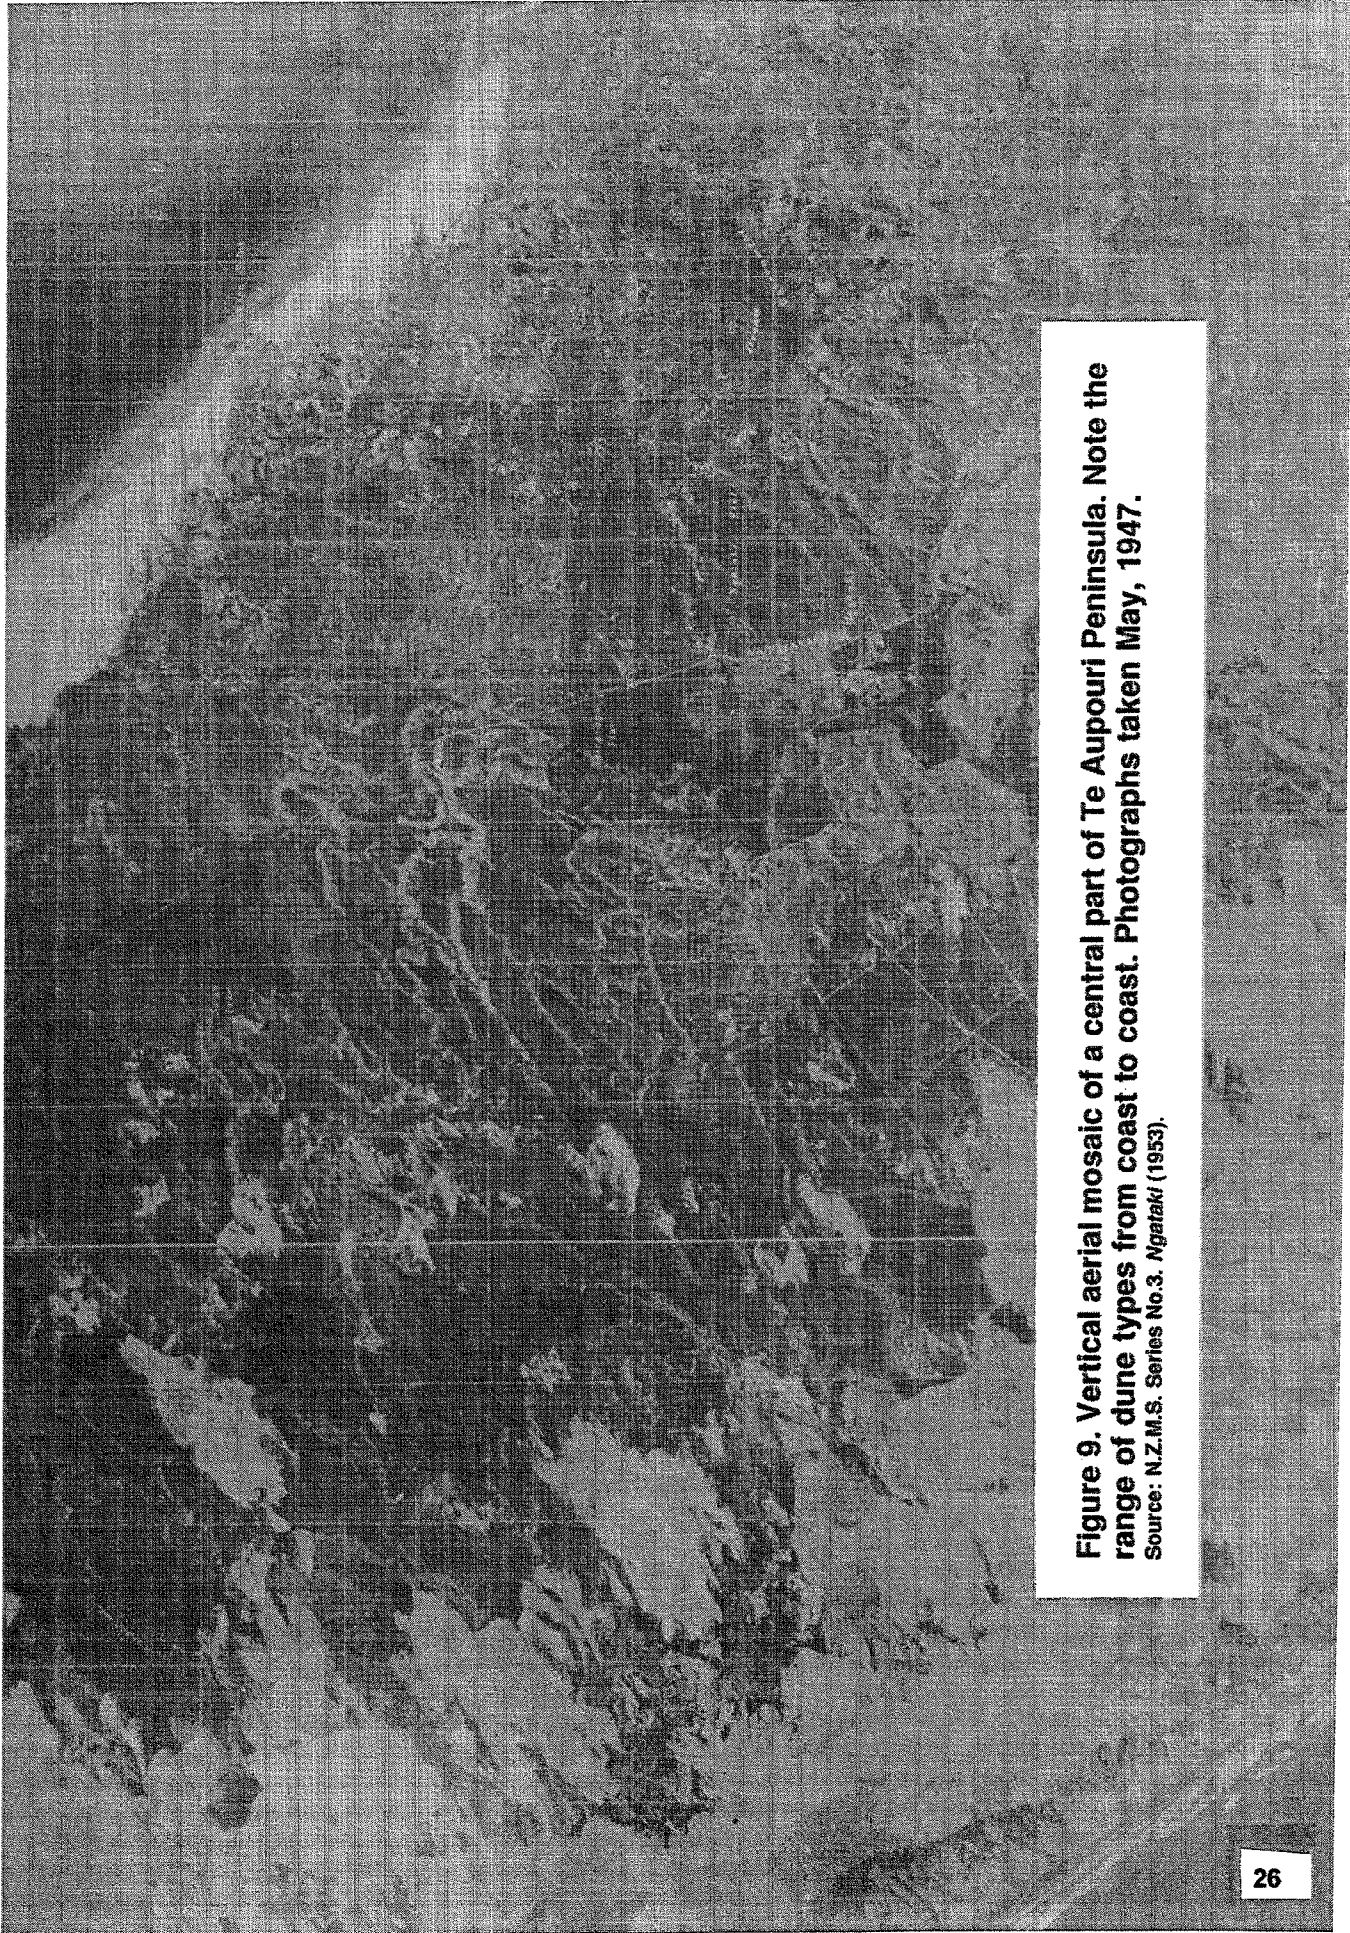 Figure 9. Vertical aerial mosaic of a central part of Te Aupouri Peninsula. Note the
range of dune types from coast to coast. Photographs taken May, 1947.
Source: N.Z.M.S. Series No.3. Ngataki (1953).
26